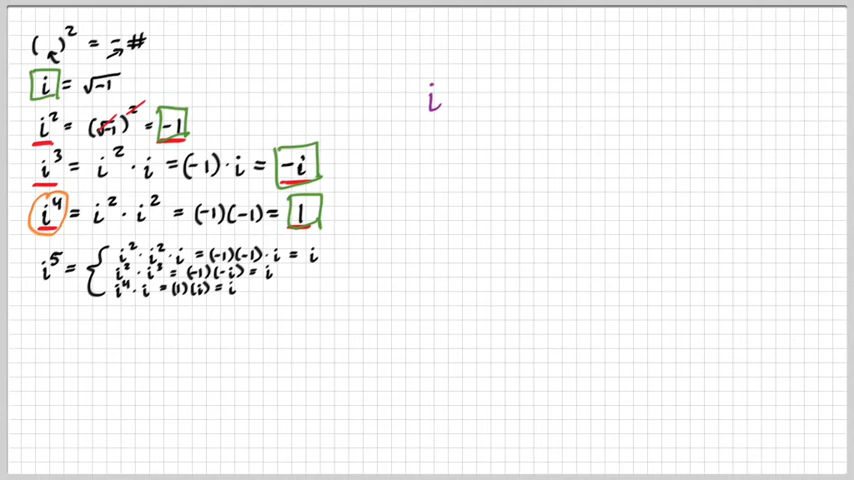 ( )² = - #
i = √-1
i² = (√-1)² = -1
i³ = i² · i = (-1) · i = -i
i⁴ = i² · i² = (-1)(-1) = 1
i⁵ = { i² · i² · i = (-1)(-1) · i = i
i² · i³ = (-1)(-i) = i
i⁴ · i = (1)(i) = i
i